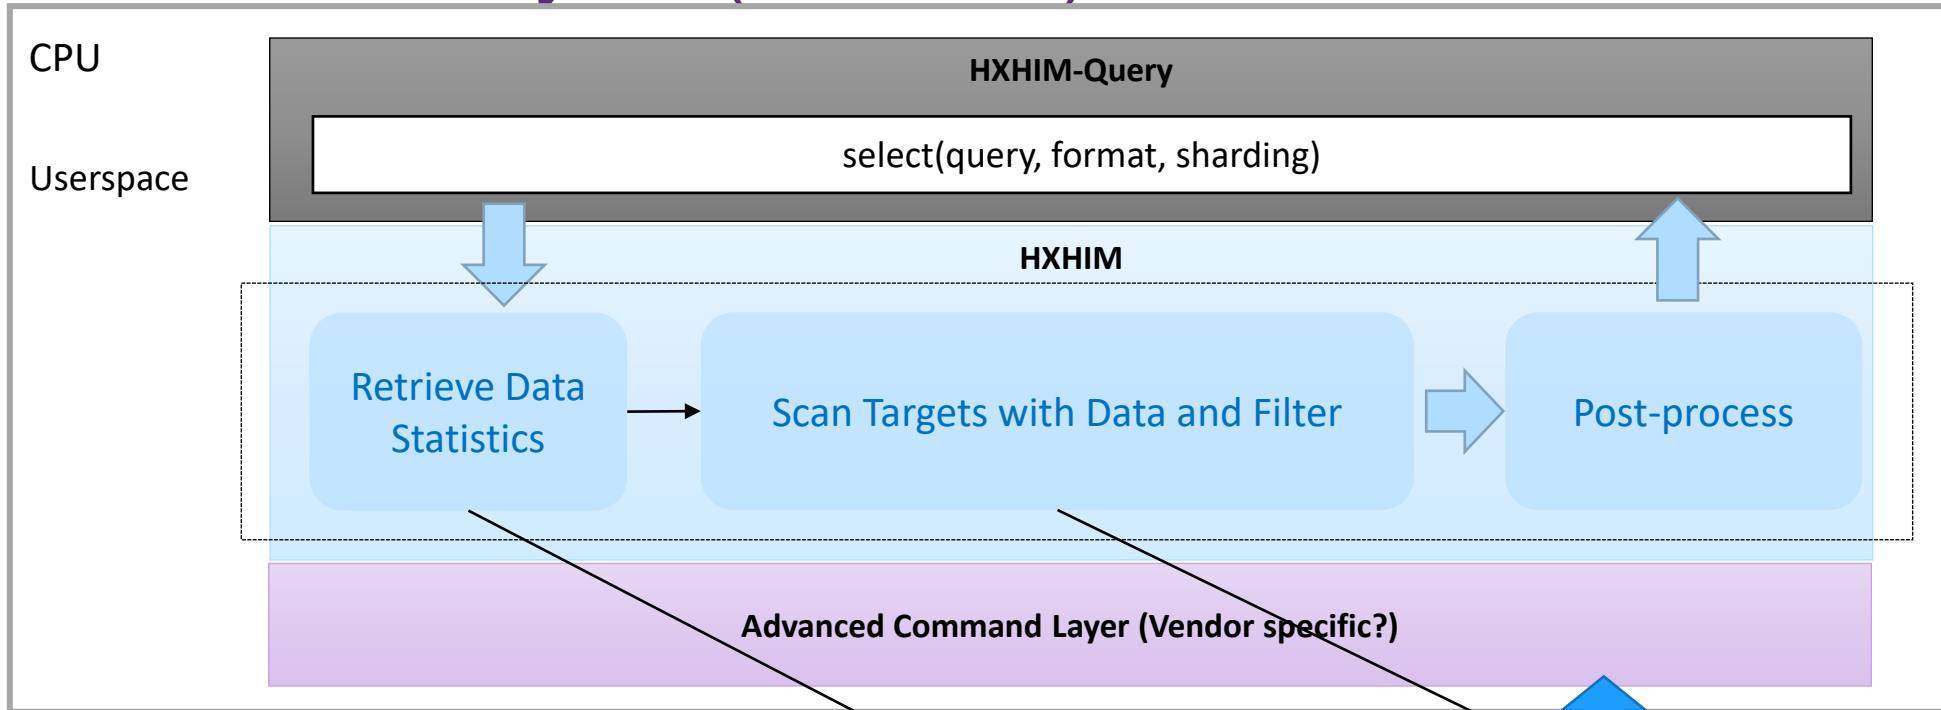 CPU
HXHIM-Query
select(query, format, sharding)
Userspace
HXHIM
Retrieve Data
Statistics
Scan Targets with Data and Filter
Post-process
Advanced Command Layer (Vendor specific?)